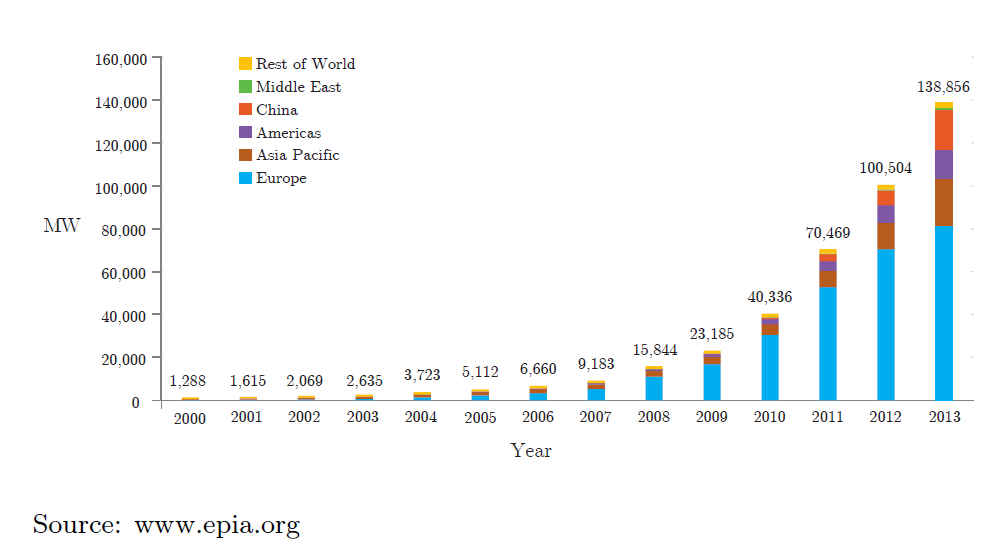 160,000
140,000
120,000
100,000
80,000
60,000
40,000
20,000
0
MW
Rest of World
Middle East
China
Americas
Asia Pacific
Europe
1,288
1,615
2,069
2,635
3,723
5,112
6,660
9,183
15,844
23,185
40,336
70,469
100,504
138,856
2000 2001 2002 2003 2004 2005 2006 2007 2008 2009 2010 2011 2012 2013
Year
Source: www.epia.org